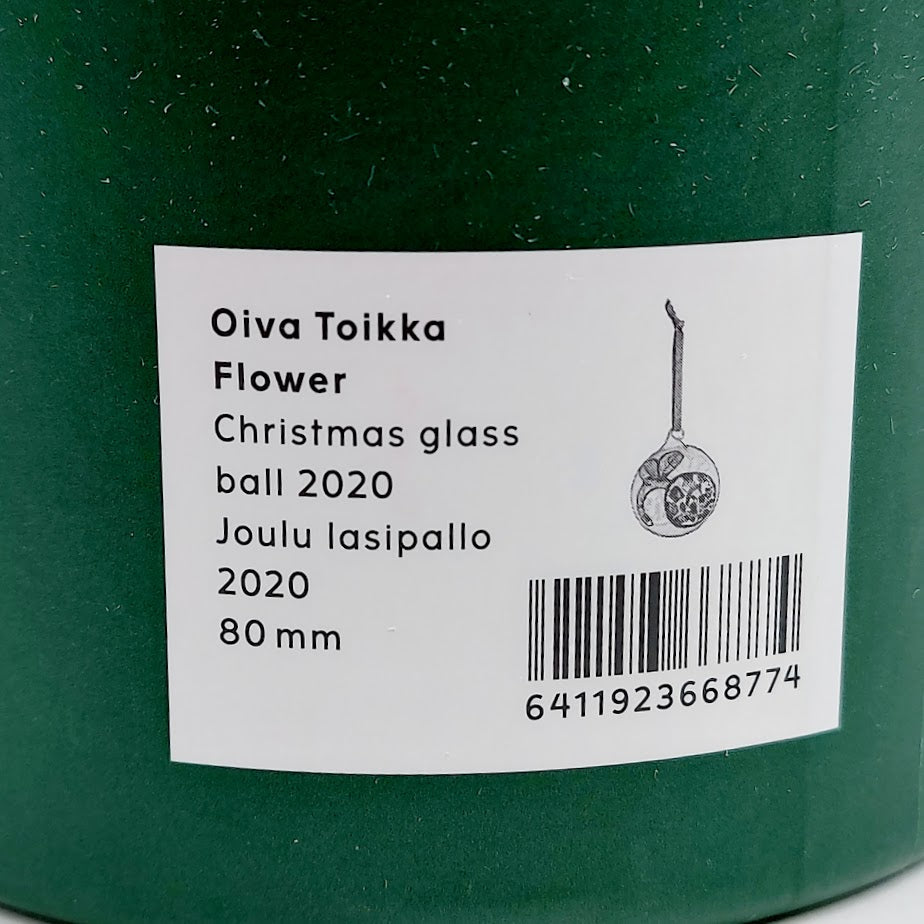 Oiva Toikka
Flower
Christmas glass
ball 2020
Joulu lasipallo
2020
80 mm
6411923668774